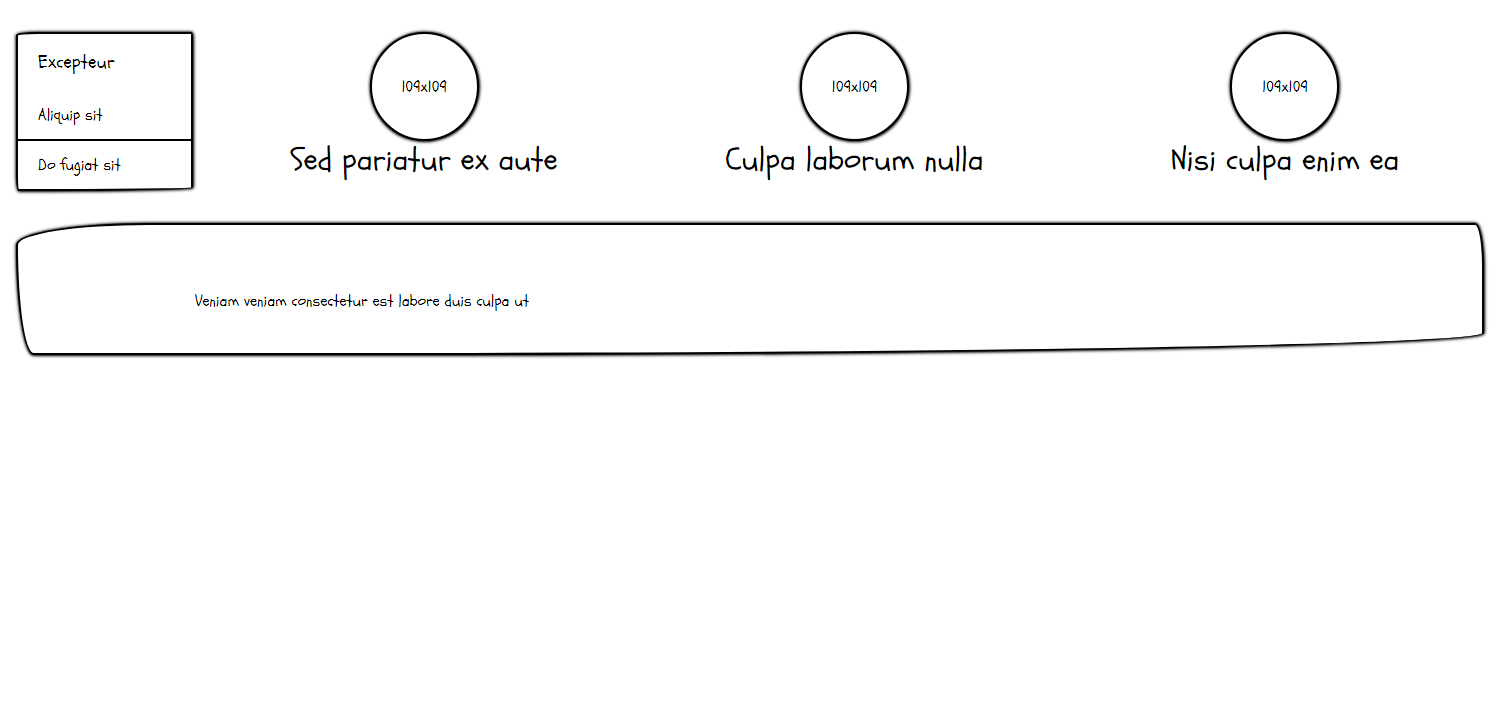 Excepteur
Aliquip sit
Do fugiat sit
109x109
Sed pariatur ex aute
109x109
Culpa laborum nulla
109x109
Nisi culpa enim ea
Veniam veniam consectetur est labore duis culpa ut